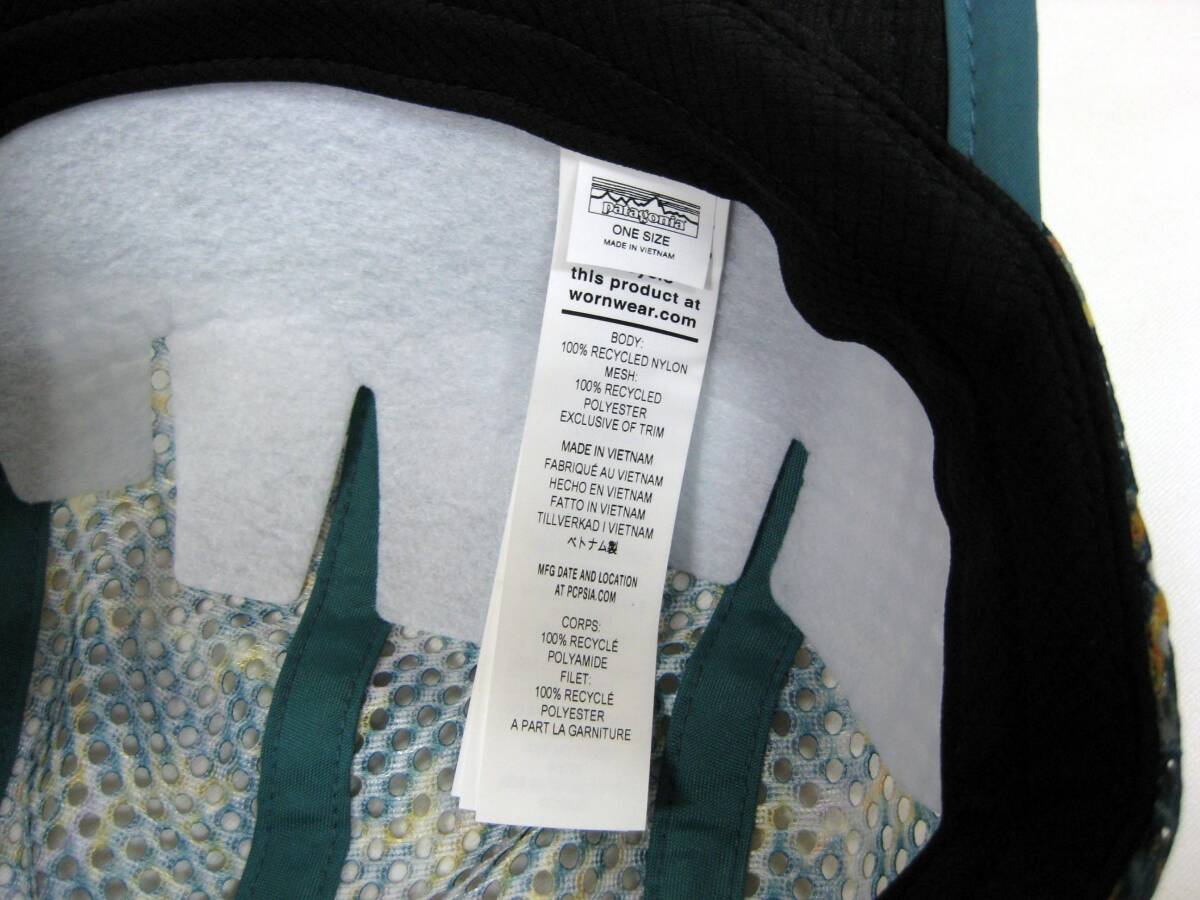 patagonia
ONE SIZE
MADE IN VIETNAM
this product at
wornwear.com
BODY:
100% RECYCLED NYLON
MESH:
100% RECYCLED
POLYESTER
EXCLUSIVE OF TRIM
MADE IN VIETNAM
FABRIQUÉ AU VIETNAM
HECHO EN VIETNAM
FATTO IN VIETNAM
TILLVERKAD I VIETNAM
ベトナム製
MFG DATE AND LOCATION
AT PCPSIA.COM
CORPS:
100% RECYCLÉ
POLYAMIDE
FILET:
100% RECYCLÉ
POLYESTER
A PART LA GARNITURE